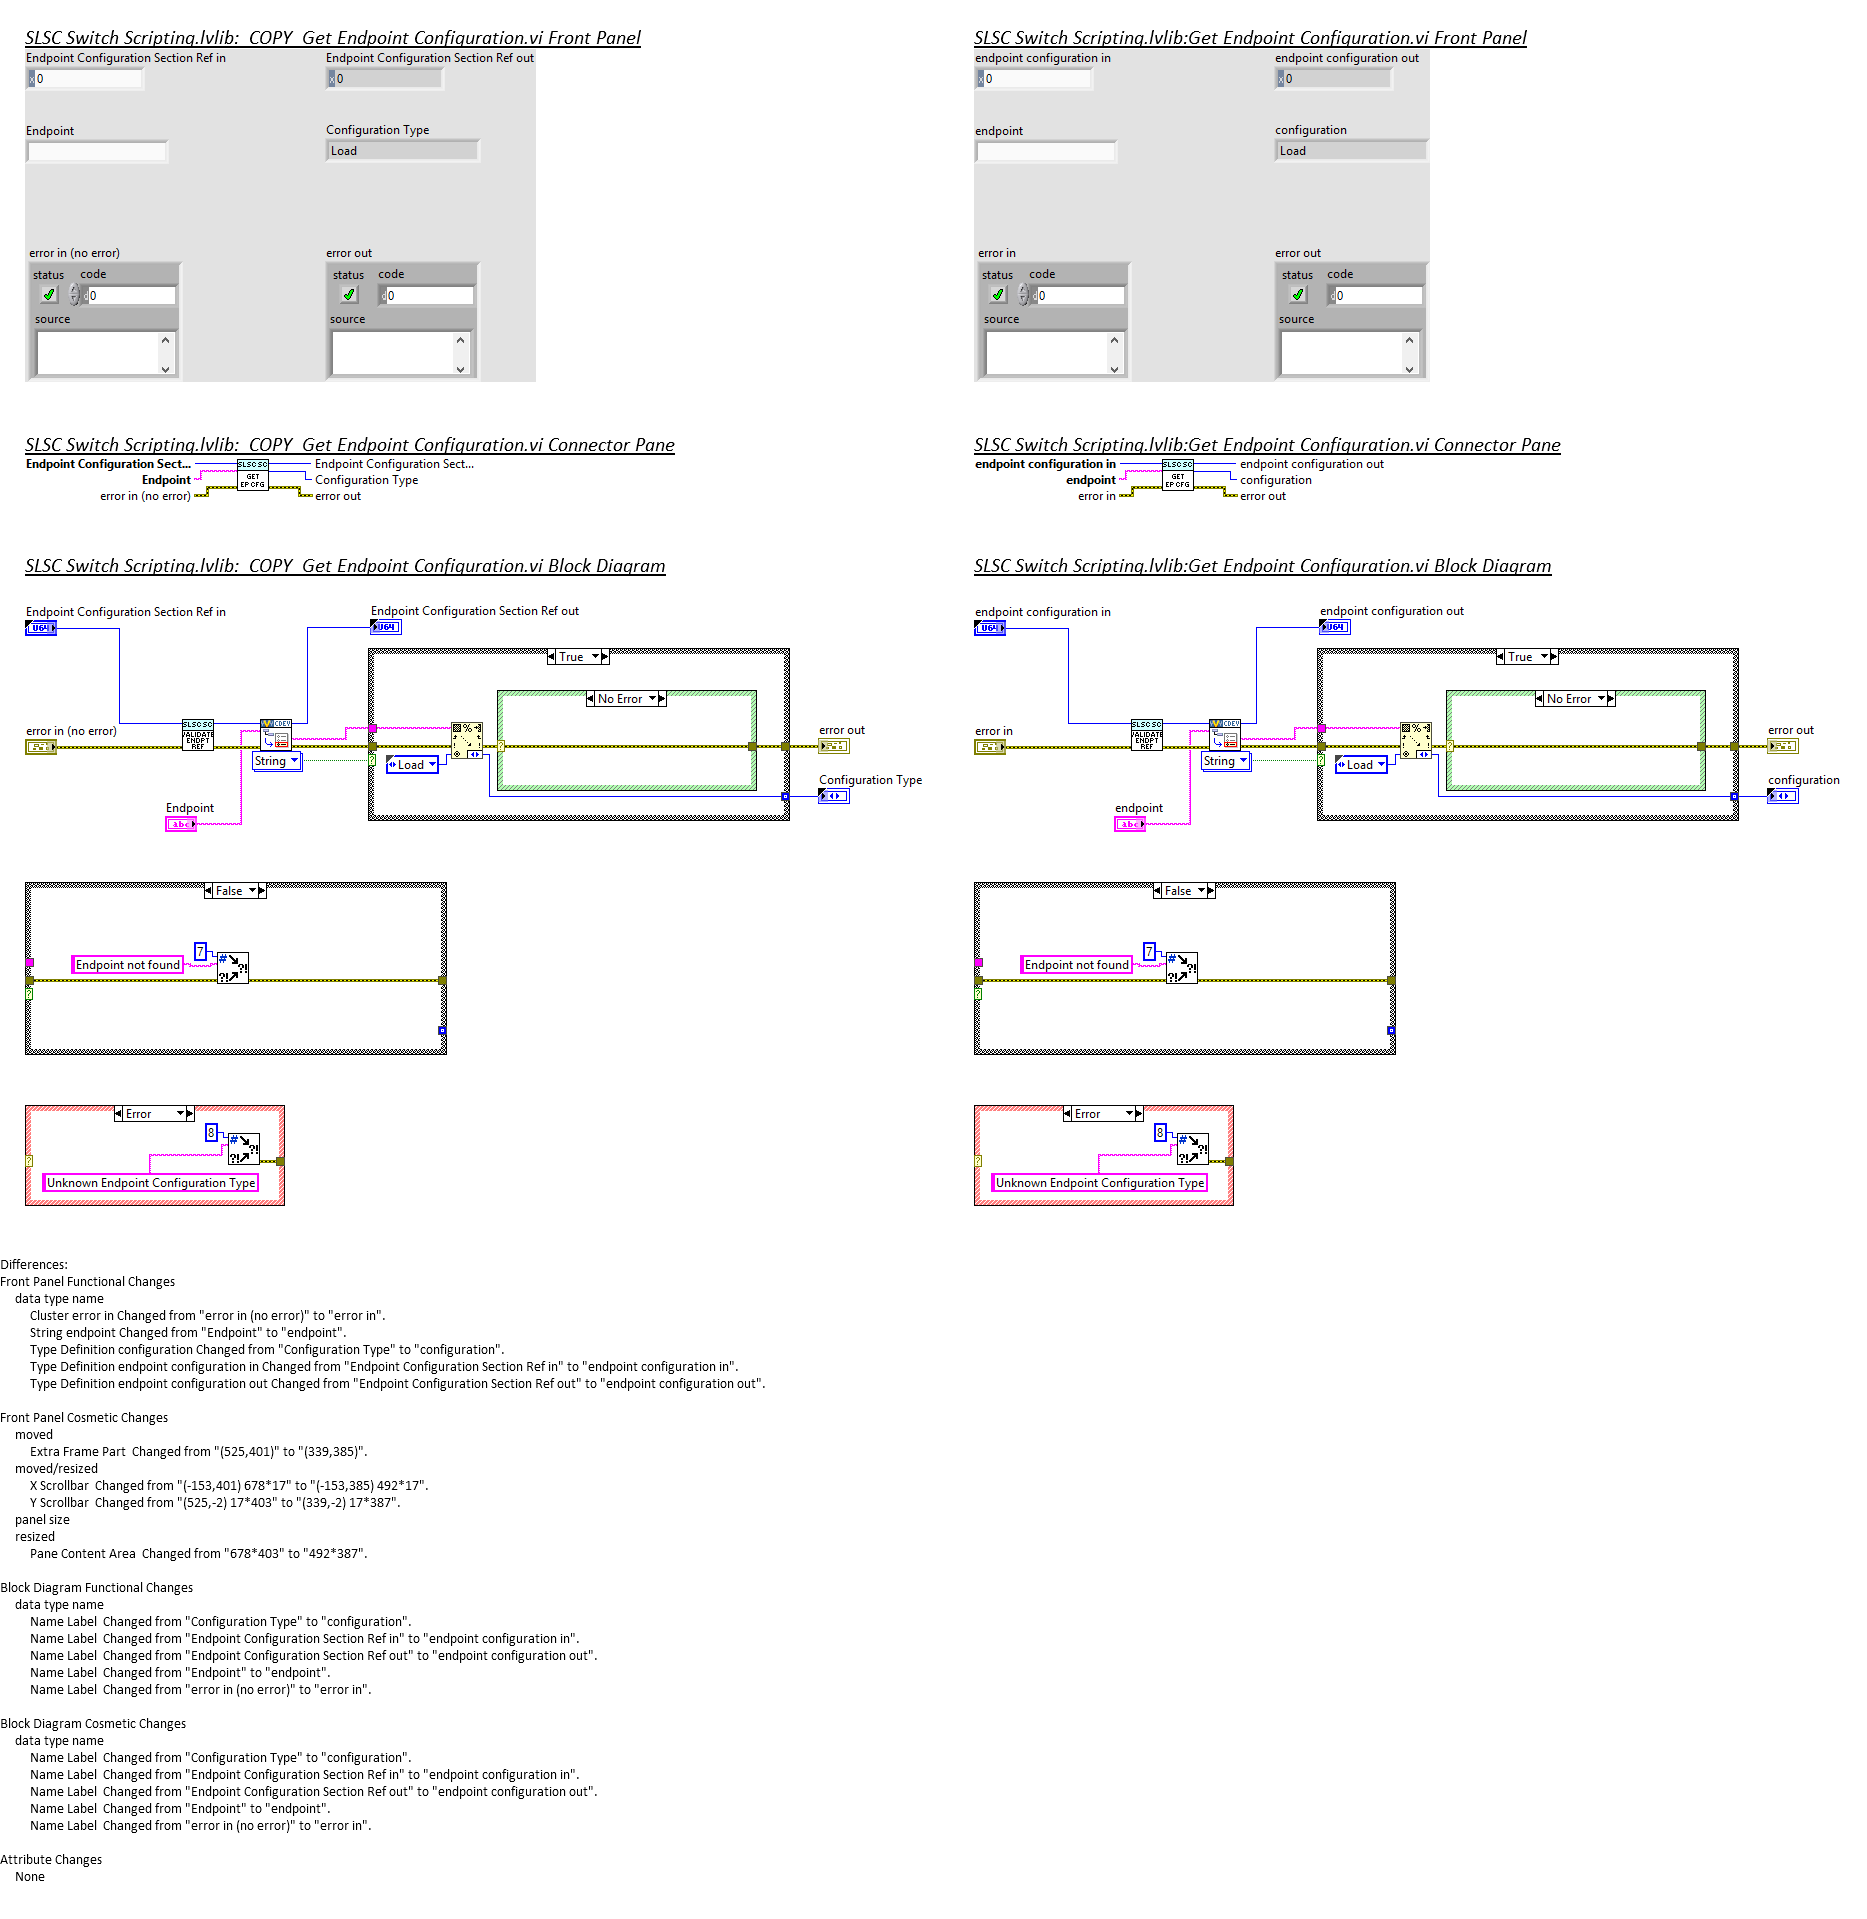 SLSC Switch Scripting.lvlib:_COPY_Get Endpoint Configuration.vi Front Panel
Endpoint Configuration Section Ref in
Endpoint Configuration Section Ref out
x 0
x 0
Endpoint
Configuration Type
Load
error in (no error)
error out
status code
status code
d 0
d 0
source
source
SLSC Switch Scripting.lvlib:Get Endpoint Configuration.vi Front Panel
endpoint configuration in
endpoint configuration out
x 0
x 0
endpoint
configuration
Load
error in
error out
status code
status code
d 0
d 0
source
source
SLSC Switch Scripting.lvlib:_COPY_Get Endpoint Configuration.vi Connector Pane
Endpoint Configuration Sect...
Endpoint
error in (no error)
SLSC SC
GET
EP CFG
Endpoint Configuration Sect...
Configuration Type
error out
SLSC Switch Scripting.lvlib:Get Endpoint Configuration.vi Connector Pane
endpoint configuration in
endpoint
error in
SLSC SC
GET
EP CFG
endpoint configuration out
configuration
error out
SLSC Switch Scripting.lvlib:_COPY_Get Endpoint Configuration.vi Block Diagram
Endpoint Configuration Section Ref in
U64
Endpoint Configuration Section Ref out
U64
True
No Error
error in (no error)
SLSC SC
VALIDATE
ENDPT
REF
CDEV
String
Load
error out
Configuration Type
Endpoint
abc
False
7
Endpoint not found
Error
8
Unknown Endpoint Configuration Type
SLSC Switch Scripting.lvlib:Get Endpoint Configuration.vi Block Diagram
endpoint configuration in
U64
endpoint configuration out
U64
True
No Error
error in
SLSC SC
VALIDATE
ENDPT
REF
CDEV
String
Load
error out
configuration
endpoint
abc
False
7
Endpoint not found
Error
8
Unknown Endpoint Configuration Type
Differences:
Front Panel Functional Changes
data type name
Cluster error in Changed from "error in (no error)" to "error in".
String endpoint Changed from "Endpoint" to "endpoint".
Type Definition configuration Changed from "Configuration Type" to "configuration".
Type Definition endpoint configuration in Changed from "Endpoint Configuration Section Ref in" to "endpoint configuration in".
Type Definition endpoint configuration out Changed from "Endpoint Configuration Section Ref out" to "endpoint configuration out".
Front Panel Cosmetic Changes
moved
Extra Frame Part  Changed from "(525,401)" to "(339,385)".
moved/resized
X Scrollbar  Changed from "(-153,401) 678*17" to "(-153,385) 492*17".
Y Scrollbar  Changed from "(525,-2) 17*403" to "(339,-2) 17*387".
panel size
resized
Pane Content Area  Changed from "678*403" to "492*387".
Block Diagram Functional Changes
data type name
Name Label  Changed from "Configuration Type" to "configuration".
Name Label  Changed from "Endpoint Configuration Section Ref in" to "endpoint configuration in".
Name Label  Changed from "Endpoint Configuration Section Ref out" to "endpoint configuration out".
Name Label  Changed from "Endpoint" to "endpoint".
Name Label  Changed from "error in (no error)" to "error in".
Block Diagram Cosmetic Changes
data type name
Name Label  Changed from "Configuration Type" to "configuration".
Name Label  Changed from "Endpoint Configuration Section Ref in" to "endpoint configuration in".
Name Label  Changed from "Endpoint Configuration Section Ref out" to "endpoint configuration out".
Name Label  Changed from "Endpoint" to "endpoint".
Name Label  Changed from "error in (no error)" to "error in".
Attribute Changes
None